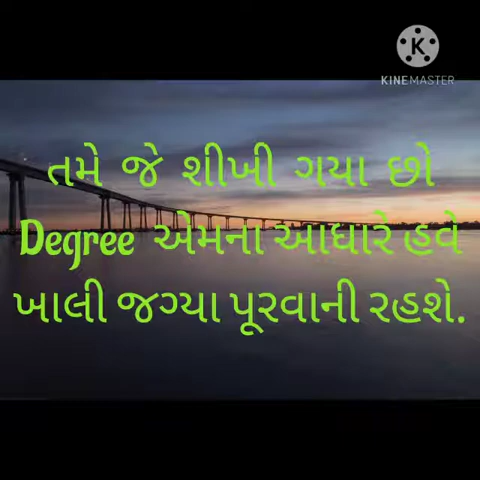 K
KINEMASTER
તમે જે શીખી ગયા છો
Degree એમના આધારે હવે
ખાલી જગ્યા પૂરવાની રહશે.